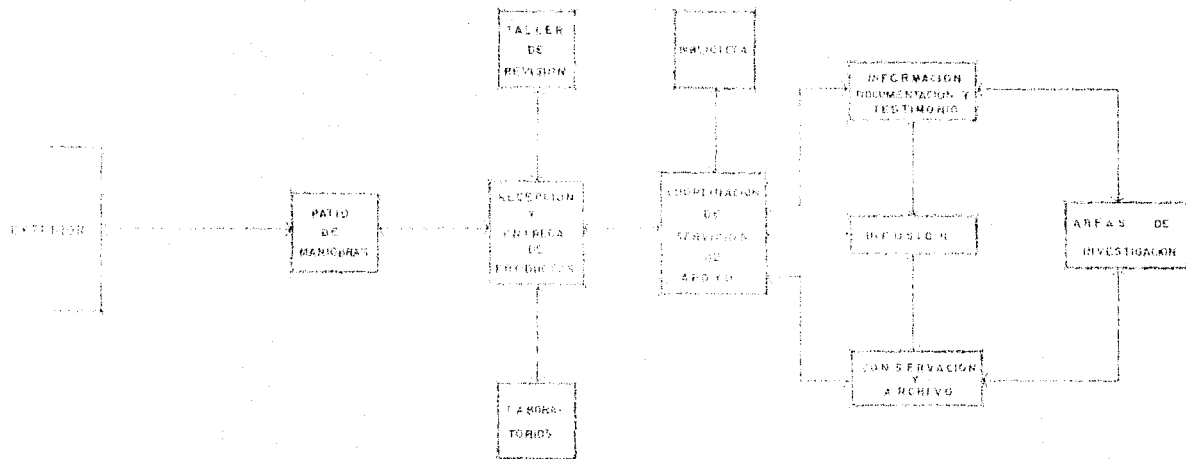 TALLER
DE
REVISION
BIBLIOTECA
INFORMACION
DOCUMENTACION Y
TESTIMONIO
EXTERIOR
PATIO
DE
MANIOBRAS
RECEPCION
Y
ENTREGA
DE
PRODUCTOS
COORDINACION
DE
SERVICIOS
DE
APOYO
DIFUSION
AREAS DE
INVESTIGACION
CONSERVACION
Y
ARCHIVO
LABORA-
TORIOS